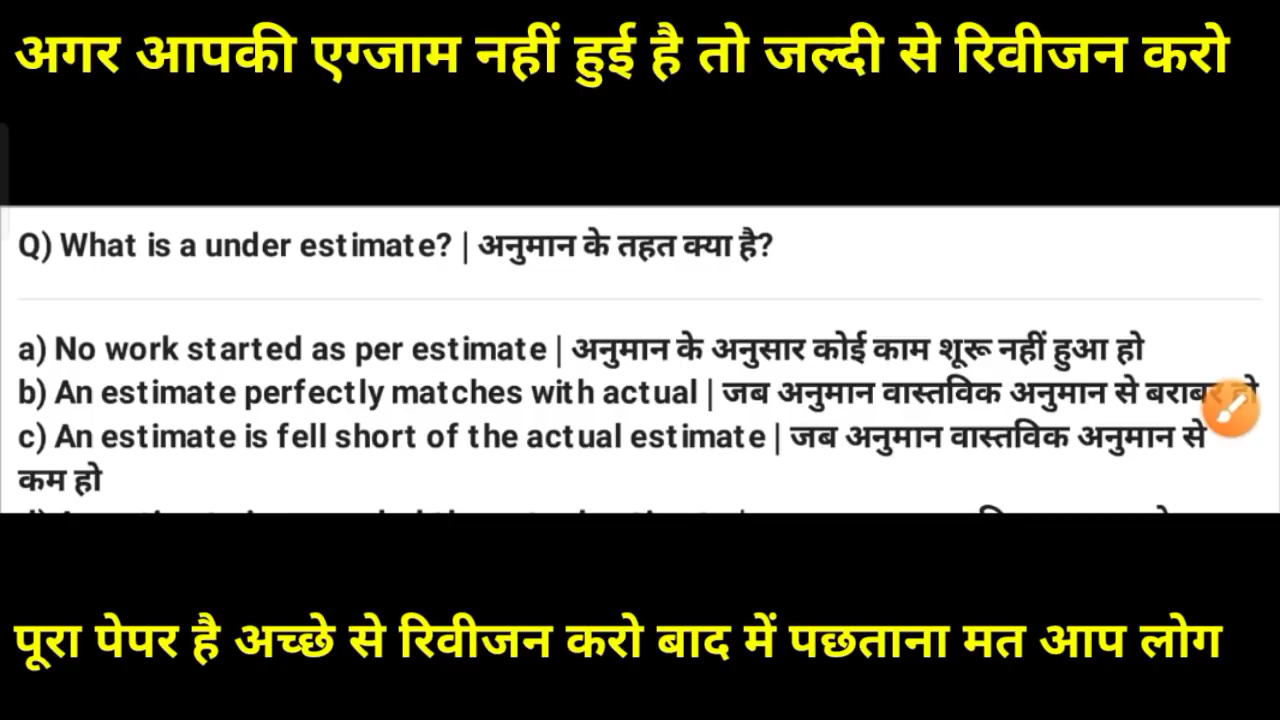 अगर आपकी एग्जाम नहीं हुई है तो जल्दी से रिवीजन करो
Q) What is a under estimate? | अनुमान के तहत क्या है?
a) No work started as per estimate | अनुमान के अनुसार कोई काम शूरू नहीं हुआ हो
b) An estimate perfectly matches with actual | जब अनुमान वास्तविक अनुमान से बराबर हो
c) An estimate is fell short of the actual estimate | जब अनुमान वास्तविक अनुमान से
कम हो
पूरा पेपर है अच्छे से रिवीजन करो बाद में पछताना मत आप लोग